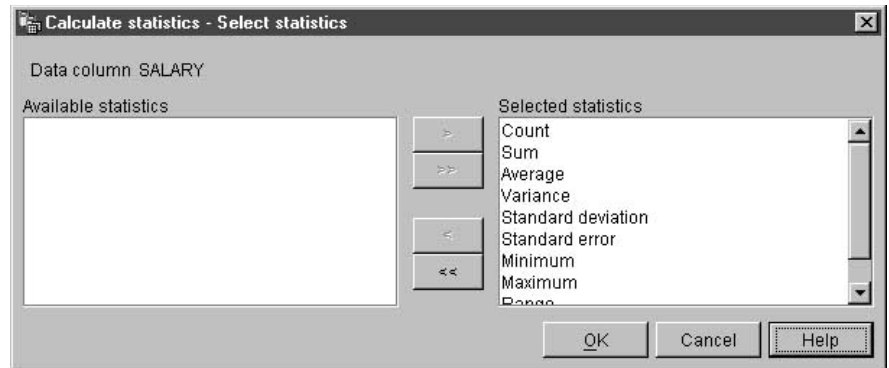 Calculate statistics - Select statistics
Data column SALARY
Available statistics
>
>>
<
<<
Selected statistics
Count
Sum
Average
Variance
Standard deviation
Standard error
Minimum
Maximum
Range
OK
Cancel
Help